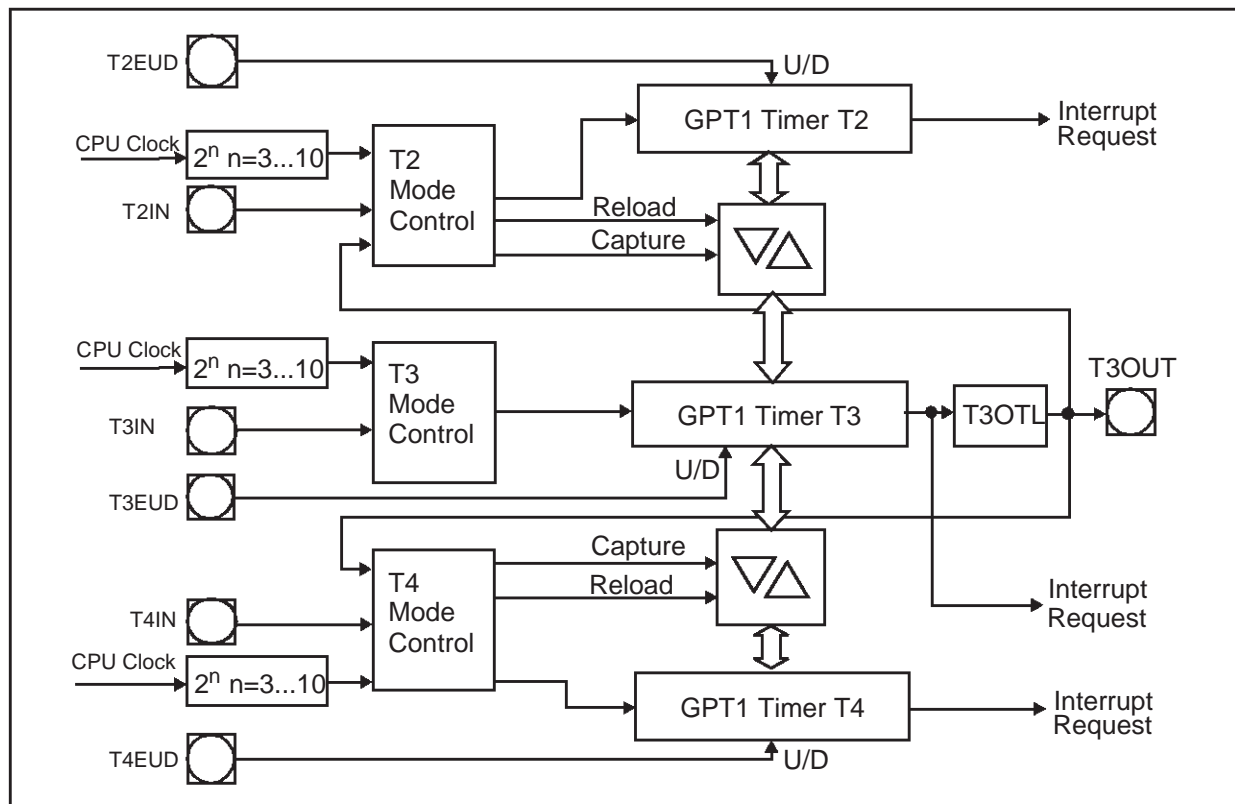 T2EUD
U/D
GPT1 Timer T2
Interrupt
Request
CPU Clock
2ⁿ n=3...10
T2
Mode
Control
T2IN
Reload
Capture
CPU Clock
2ⁿ n=3...10
T3
Mode
Control
T3OUT
GPT1 Timer T3
T3OTL
T3IN
U/D
T3EUD
Capture
Reload
T4
Mode
Control
Interrupt
Request
T4IN
CPU Clock
2ⁿ n=3...10
GPT1 Timer T4
Interrupt
Request
T4EUD
U/D